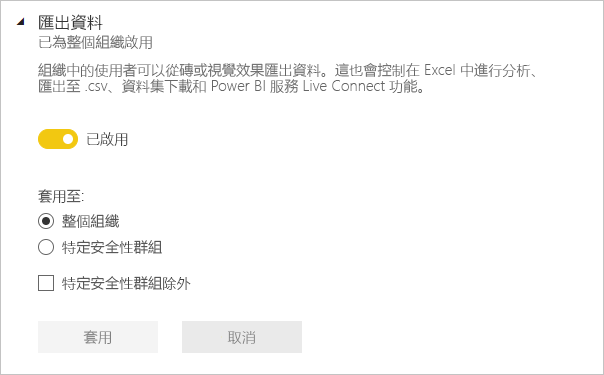 匯出資料
已為整個組織啟用
組織中的使用者可以從磚或視覺效果匯出資料。這也會控制在 Excel 中進行分析、
匯出至 .csv、資料集下載和 Power BI 服務 Live Connect 功能。
已啟用
套用至:
整個組織
特定安全性群組
特定安全性群組除外
套用
取消